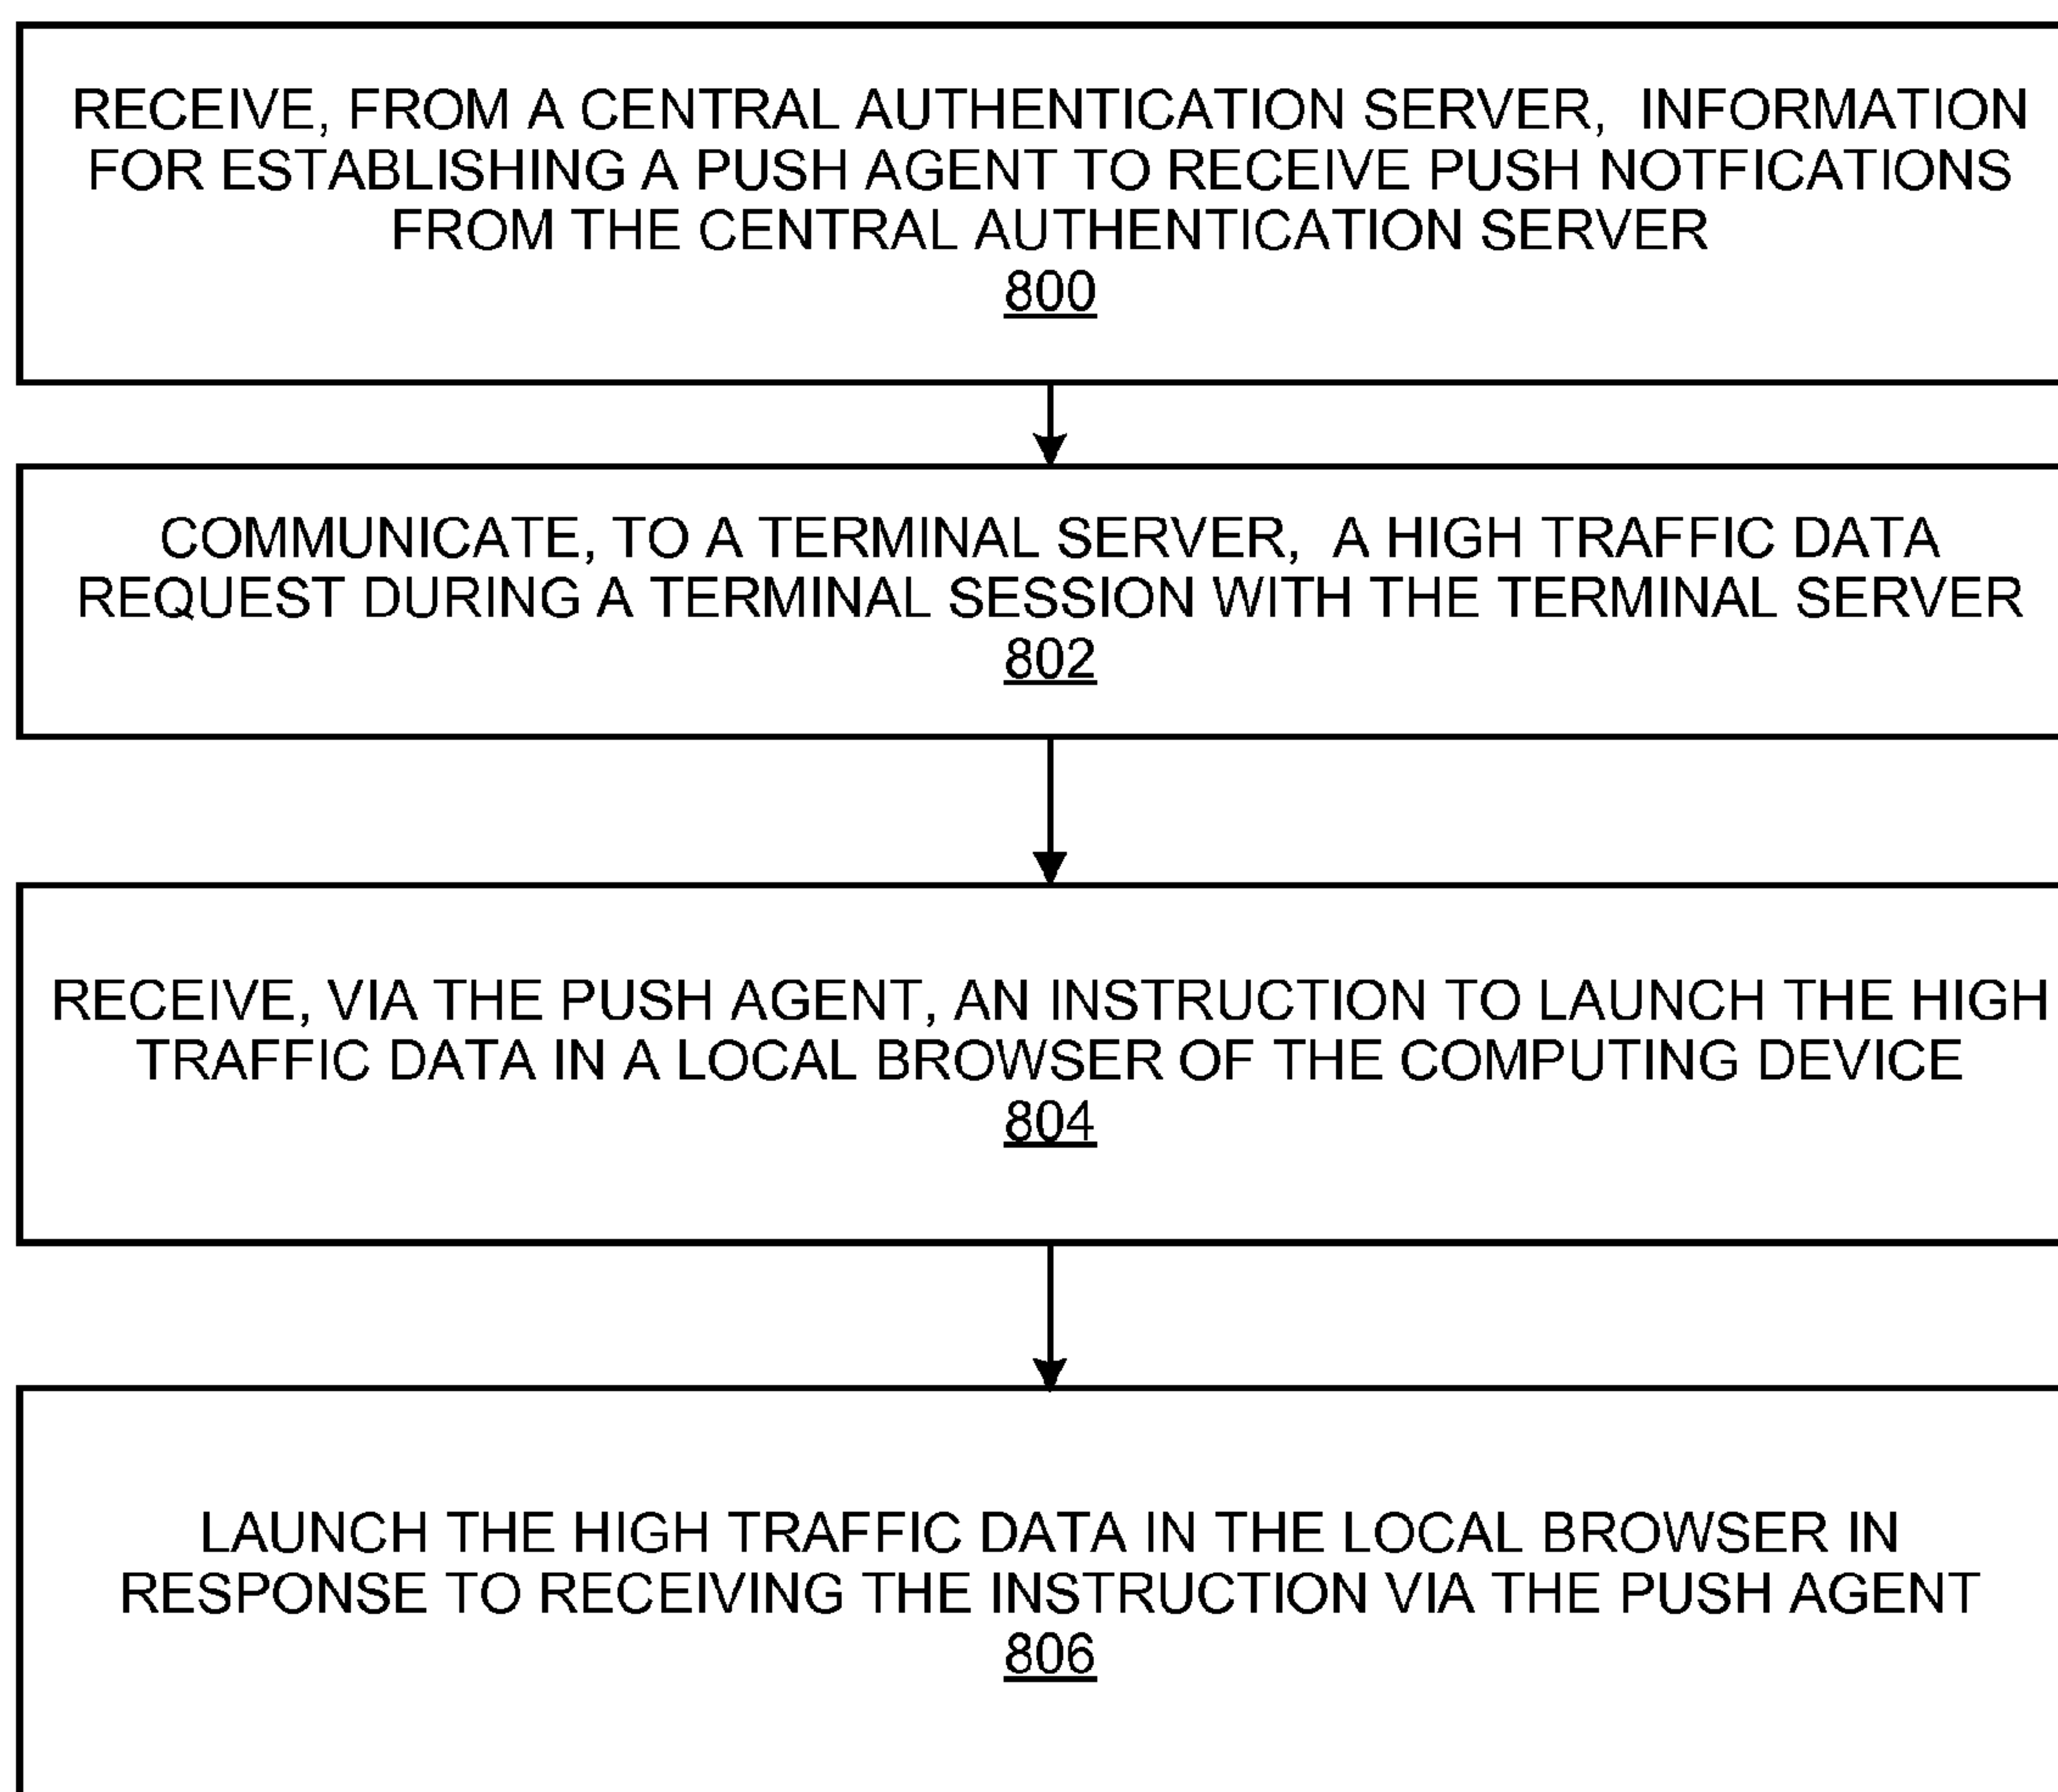 RECEIVE, FROM A CENTRAL AUTHENTICATION SERVER, INFORMATION
FOR ESTABLISHING A PUSH AGENT TO RECEIVE PUSH NOTFICATIONS
FROM THE CENTRAL AUTHENTICATION SERVER
800
COMMUNICATE, TO A TERMINAL SERVER, A HIGH TRAFFIC DATA
REQUEST DURING A TERMINAL SESSION WITH THE TERMINAL SERVER
802
RECEIVE, VIA THE PUSH AGENT, AN INSTRUCTION TO LAUNCH THE HIGH
TRAFFIC DATA IN A LOCAL BROWSER OF THE COMPUTING DEVICE
804
LAUNCH THE HIGH TRAFFIC DATA IN THE LOCAL BROWSER IN
RESPONSE TO RECEIVING THE INSTRUCTION VIA THE PUSH AGENT
806